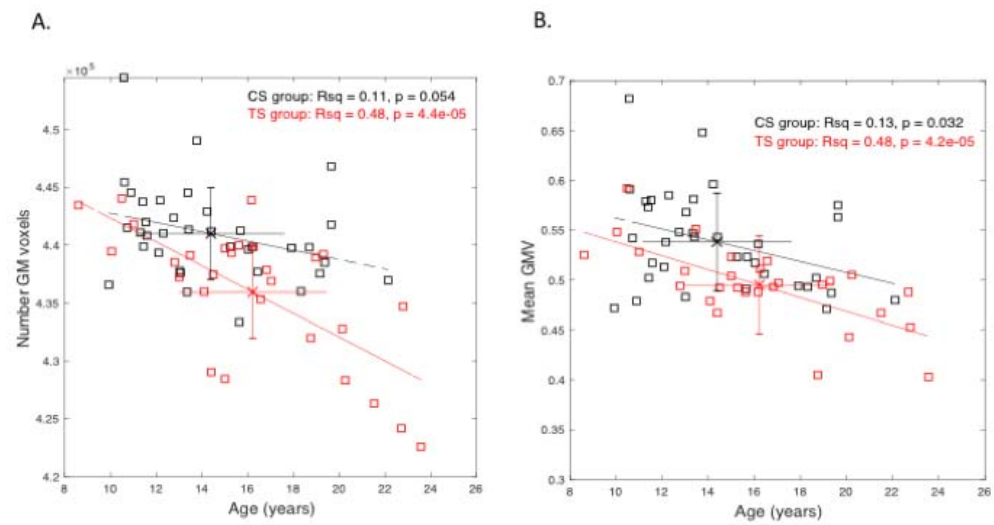 A.
B.
×10⁵
CS group: Rsq = 0.11, p = 0.054
TS group: Rsq = 0.48, p = 4.4e-05
4.5
4.45
4.4
4.35
4.3
4.25
4.2
Number GM voxels
8 10 12 14 16 18 20 22 24 26
Age (years)
CS group: Rsq = 0.13, p = 0.032
TS group: Rsq = 0.48, p = 4.2e-05
0.7
0.65
0.6
0.55
0.5
0.45
0.4
0.35
0.3
Mean GMV
8 10 12 14 16 18 20 22 24 26
Age (years)